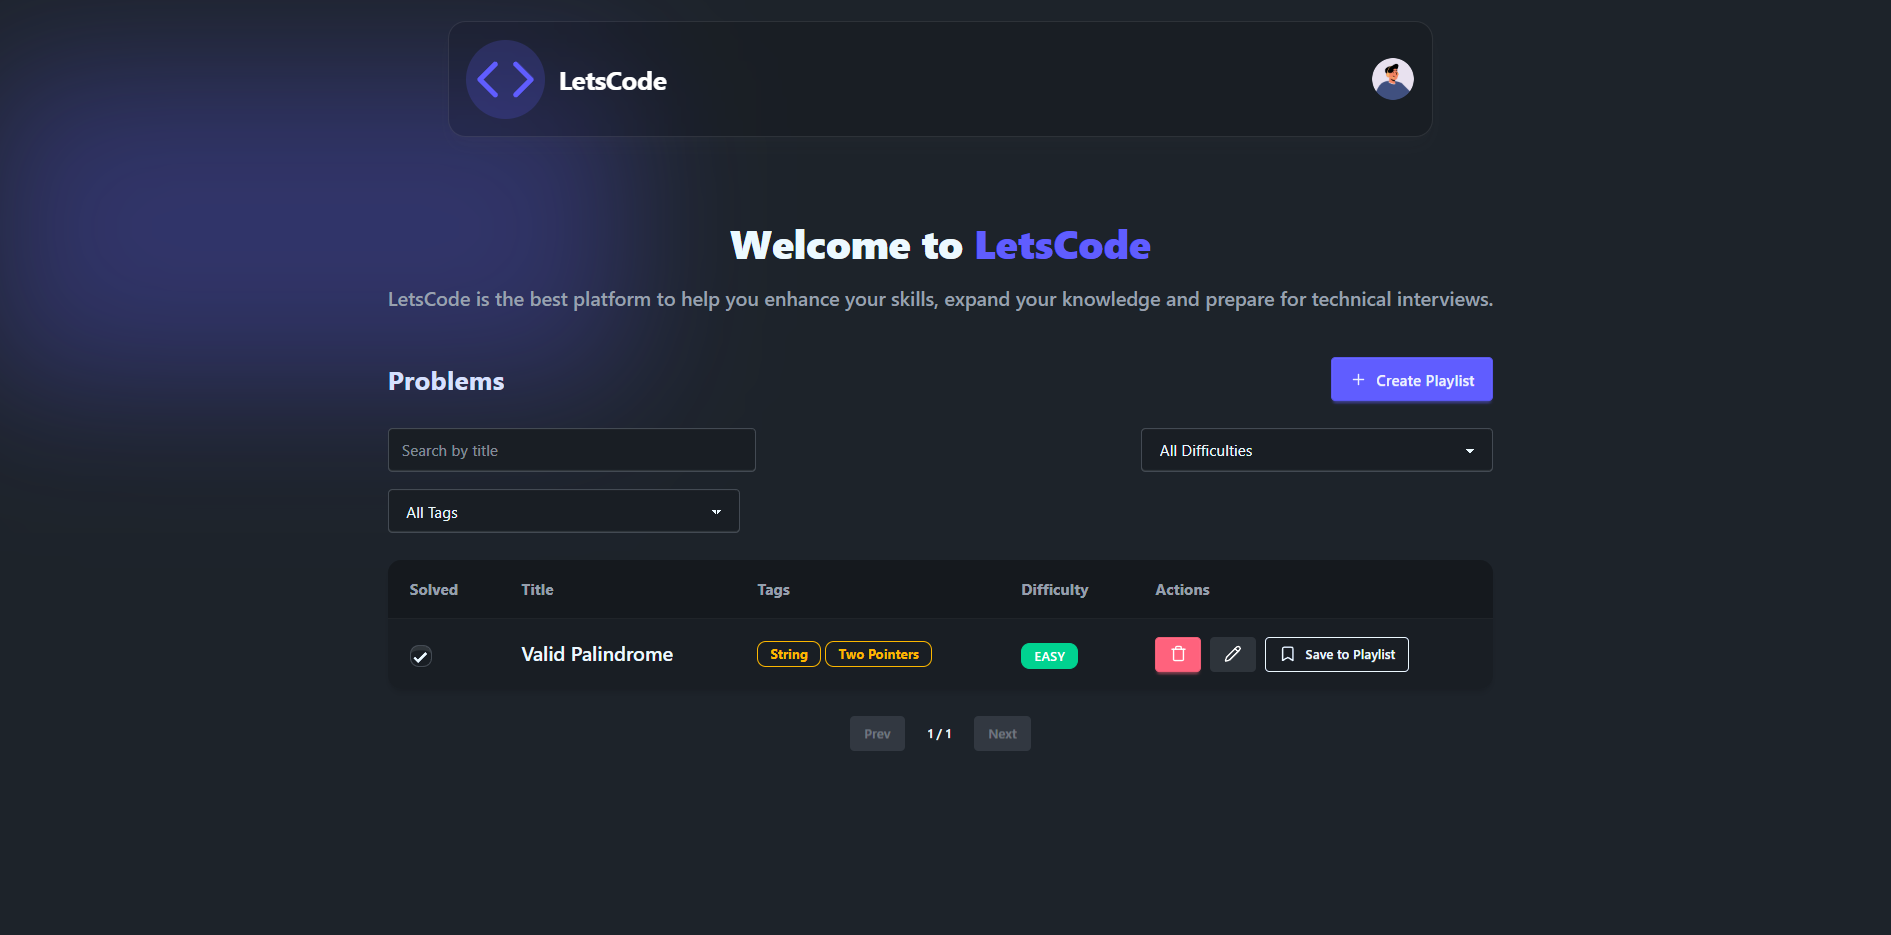 LetsCode
Welcome to LetsCode
LetsCode is the best platform to help you enhance your skills, expand your knowledge and prepare for technical interviews.
Problems
Create Playlist
Search by title
All Difficulties
All Tags
Solved Title Tags Difficulty Actions
Valid Palindrome String Two Pointers EASY Save to Playlist
Prev 1 / 1 Next